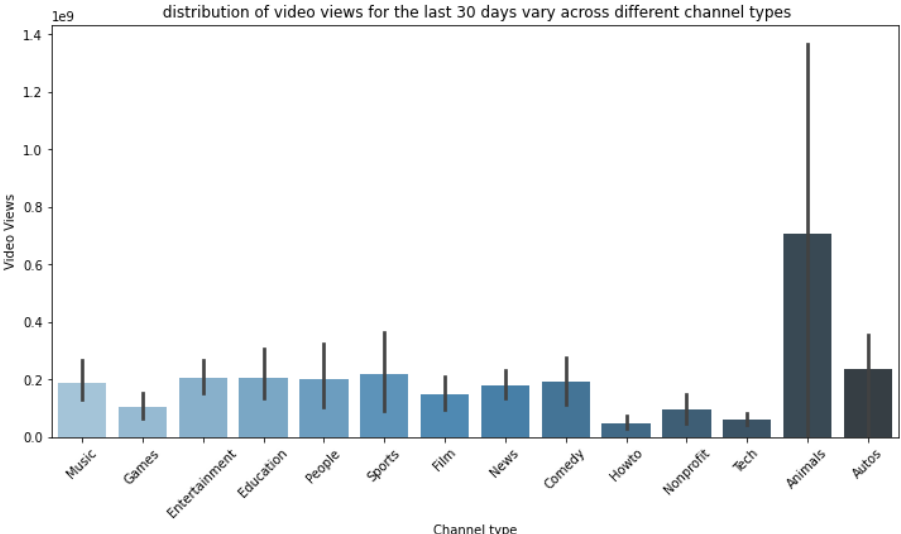 distribution of video views for the last 30 days vary across different channel types
1e9
1.4
1.2
1.0
0.8
0.6
0.4
0.2
0.0
Video Views
Music
Games
Entertainment
Education
People
Sports
Film
News
Comedy
Howto
Nonprofit
Tech
Animals
Autos
Channel type